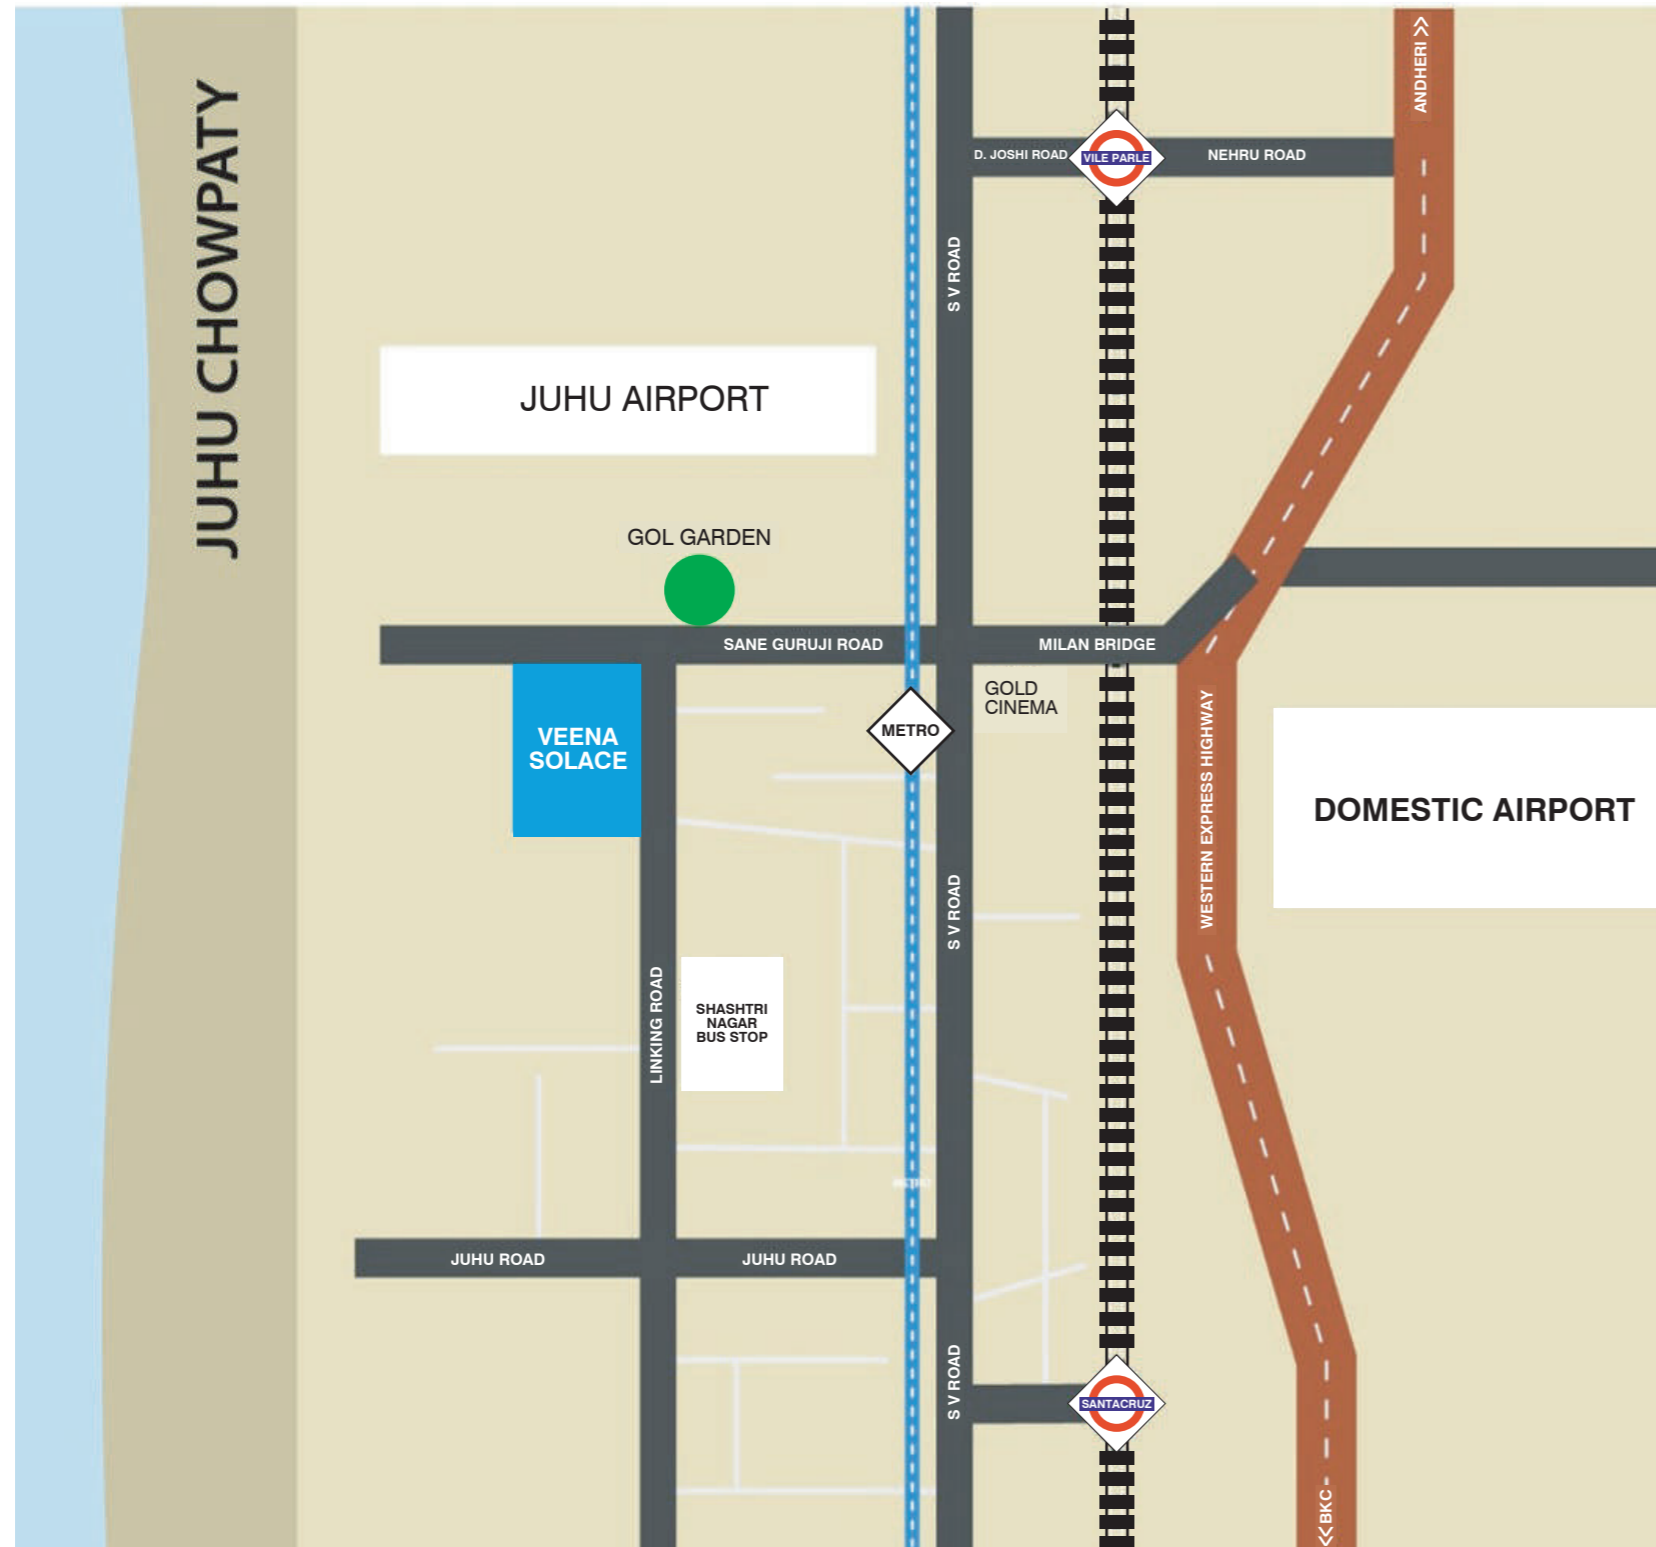 ANDHERI >>
JUHU CHOWPATY
D. JOSHI ROAD
VILE PARLE
NEHRU ROAD
S V ROAD
JUHU AIRPORT
GOL GARDEN
SANE GURUJI ROAD
MILAN BRIDGE
GOLD
CINEMA
METRO
VEENA
SOLACE
WESTERN EXPRESS HIGHWAY
DOMESTIC AIRPORT
S V ROAD
LINKING ROAD
SHASHTRI
NAGAR
BUS STOP
JUHU ROAD
JUHU ROAD
S V ROAD
SANTACRUZ
<<BKC